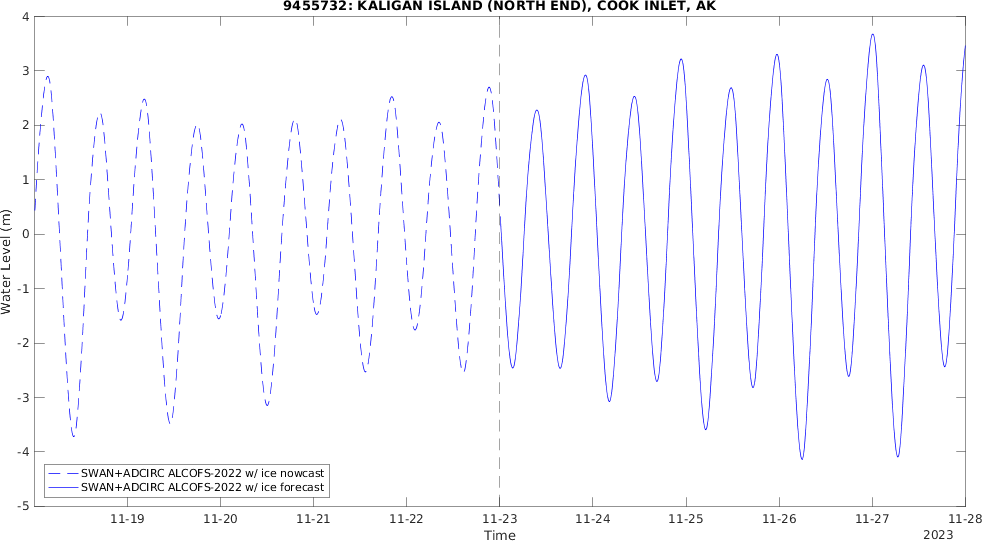 9455732: KALIGAN ISLAND (NORTH END), COOK INLET, AK
4
3
2
1
0
-1
-2
-3
-4
-5
Water Level (m)
SWAN+ADCIRC ALCOFS-2022 w/ ice nowcast
SWAN+ADCIRC ALCOFS-2022 w/ ice forecast
11-19 11-20 11-21 11-22 11-23 11-24 11-25 11-26 11-27 11-28
Time
2023